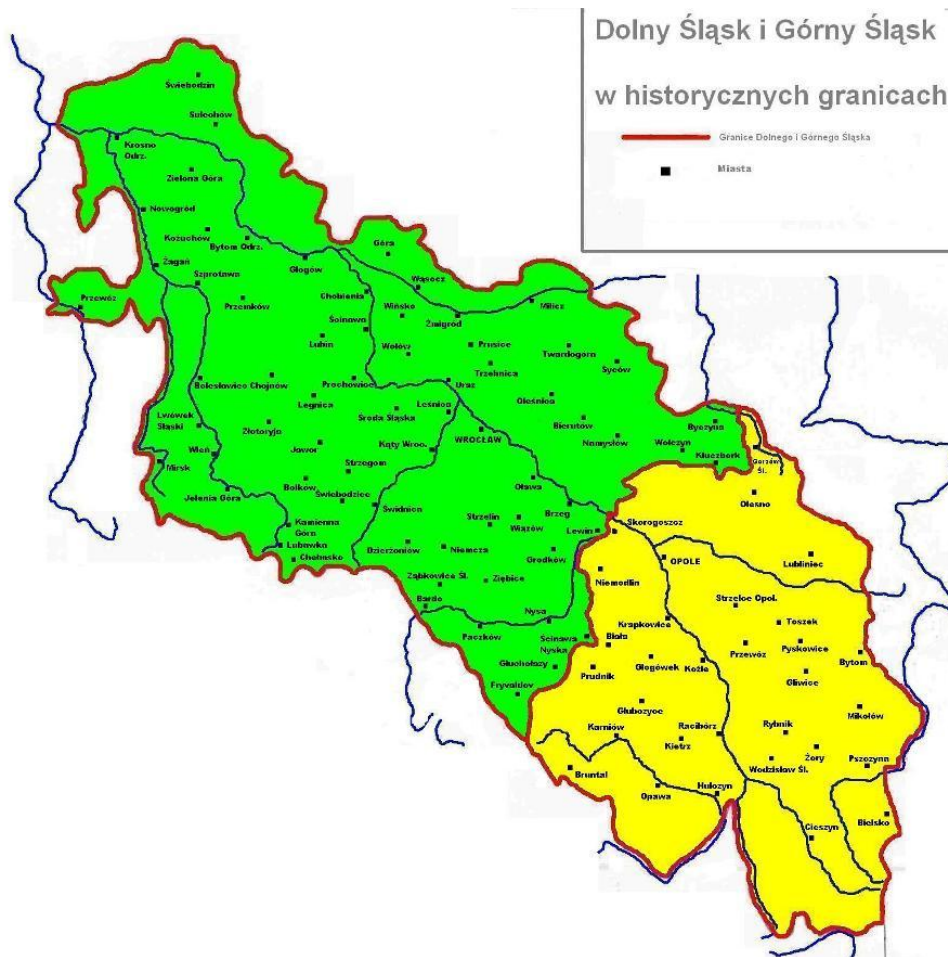 Dolny Śląsk i Górny Śląsk
w historycznych granicach
Granice Dolnego i Górnego Śląska
Miasta
Świebodzin
Sulechów
Krosno
Odrz.
Zielona Góra
Nowogród
Kożuchów
Bytom Odrz.
Góra
Żagań
Głogów
Szprotawa
Wąsocz
Przewóz
Przemków
Chobienia
Wińsko
Milicz
Ścinawa
Żmigród
Lubin
Wołów
Prusice
Twardogora
Trzebnica
Syców
Bolesławiec
Chojnów
Prochowice
Uraz
Legnica
Oleśnica
Lwówek
Śląski
Środa Śląska
Leśnica
Bierutów
Byczyna
Złotoryja
WROCŁAW
Namysłów
Wołczyn
Jawor
Kąty Wroc.
Kluczbork
Gorzów
Śl.
Wleń
Mirsk
Strzegom
Jelenia Góra
Bolków
Oława
Olesno
Świebodzice
Świdnica
Brzeg
Kamienna
Góra
Strzelin
Wiązów
Lewin
Skorogoszcz
Lubawka
Chełmsko
Dzierżoniów
Niemcza
Grodków
OPOLE
Lubliniec
Ząbkowice Śl.
Ziębice
Niemodlin
Bardo
Strzelce Opol.
Nysa
Krapkowice
Toszek
Paczków
Ścinawa
Nyska
Biała
Przewóz
Pyskowice
Bytom
Głuchołazy
Prudnik
Głogówek
Koźle
Gliwice
Fryvaldov
Głubczyce
Mikołów
Karniów
Racibórz
Rybnik
Kietrz
Wodzisław Śl.
Żory
Pszczyna
Bruntal
Opawa
Hulczyn
Cieszyn
Bielsko